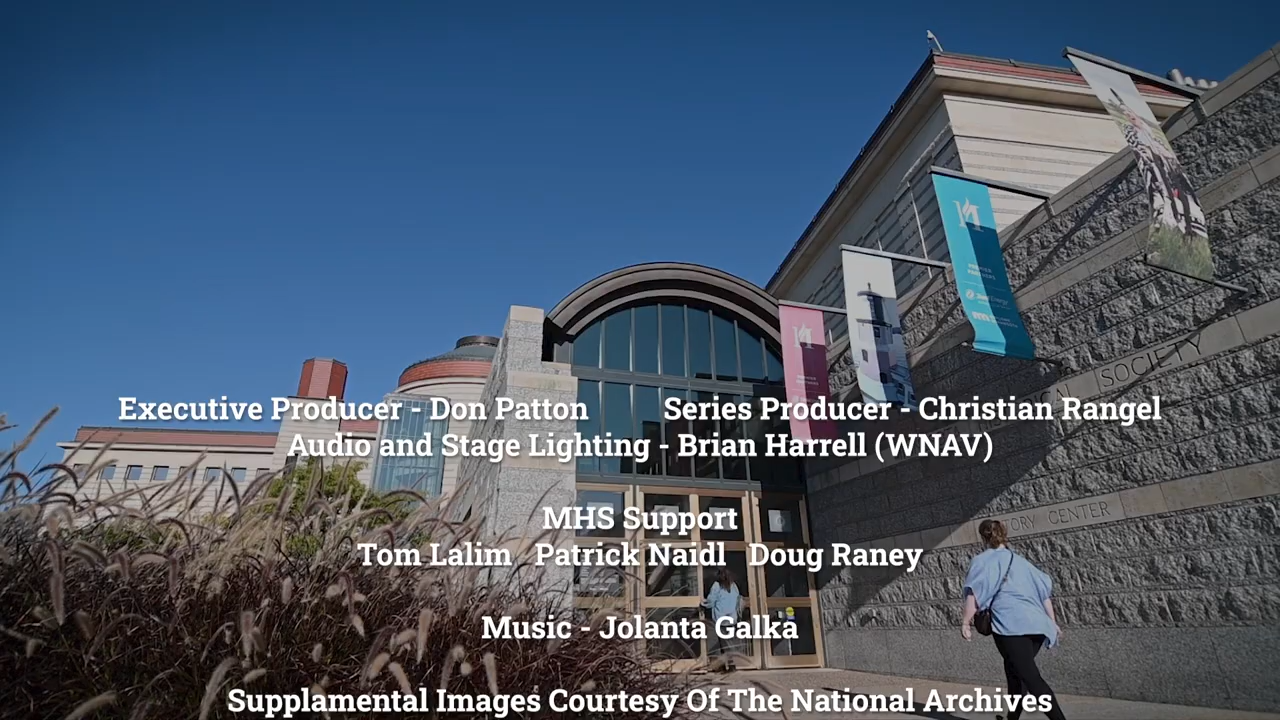 Executive Producer - Don Patton Series Producer - Christian Rangel
Audio and Stage Lighting - Brian Harrell (WNAV)
MHS Support
Tom Lalim Patrick Naidl Doug Raney
Music - Jolanta Galka
Supplamental Images Courtesy Of The National Archives
SOCIETY
CENTER